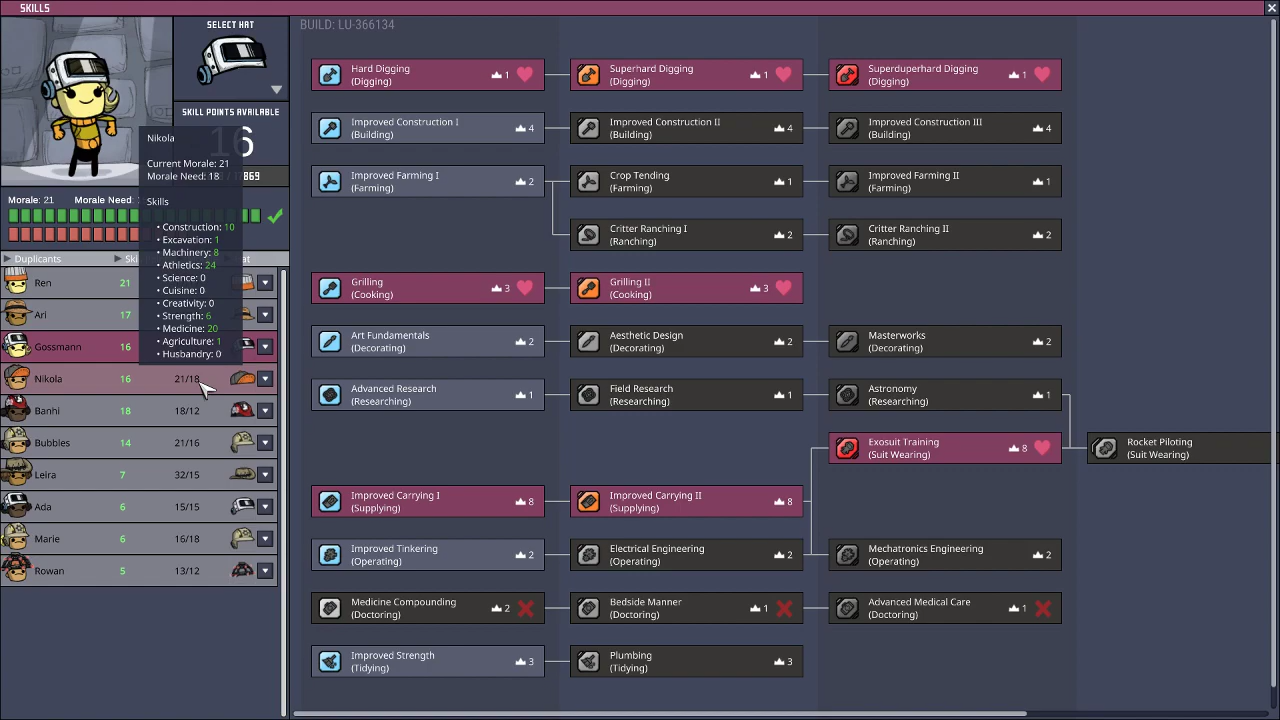 SKILLS
BUILD: LU-366134
SELECT HAT
SKILL POINTS AVAILABLE
16
869
Nikola
Current Morale: 21
Morale Need: 18
Skills
• Construction: 10
• Excavation: 1
• Machinery: 8
• Athletics: 24
• Science: 0
• Cuisine: 0
• Creativity: 0
• Strength: 6
• Medicine: 20
• Agriculture: 1
• Husbandry: 0
Morale: 21
Morale Need:
Duplicants
Ren 21
Ari 17
Gossmann 16
Nikola 16 21/18
Banhi 18 18/12
Bubbles 14 21/16
Leira 7 32/15
Ada 6 15/15
Marie 6 16/18
Rowan 5 13/12
Hard Digging
(Digging)
1
Superhard Digging
(Digging)
1
Superduperhard Digging
(Digging)
1
Improved Construction I
(Building)
4
Improved Construction II
(Building)
4
Improved Construction III
(Building)
4
Improved Farming I
(Farming)
2
Crop Tending
(Farming)
1
Improved Farming II
(Farming)
1
Critter Ranching I
(Ranching)
2
Critter Ranching II
(Ranching)
2
Grilling
(Cooking)
3
Grilling II
(Cooking)
3
Art Fundamentals
(Decorating)
2
Aesthetic Design
(Decorating)
2
Masterworks
(Decorating)
2
Advanced Research
(Researching)
1
Field Research
(Researching)
1
Astronomy
(Researching)
1
Exosuit Training
(Suit Wearing)
8
Rocket Piloting
(Suit Wearing)
Improved Carrying I
(Supplying)
8
Improved Carrying II
(Supplying)
8
Improved Tinkering
(Operating)
2
Electrical Engineering
(Operating)
2
Mechatronics Engineering
(Operating)
2
Medicine Compounding
(Doctoring)
2
Bedside Manner
(Doctoring)
1
Advanced Medical Care
(Doctoring)
1
Improved Strength
(Tidying)
3
Plumbing
(Tidying)
3